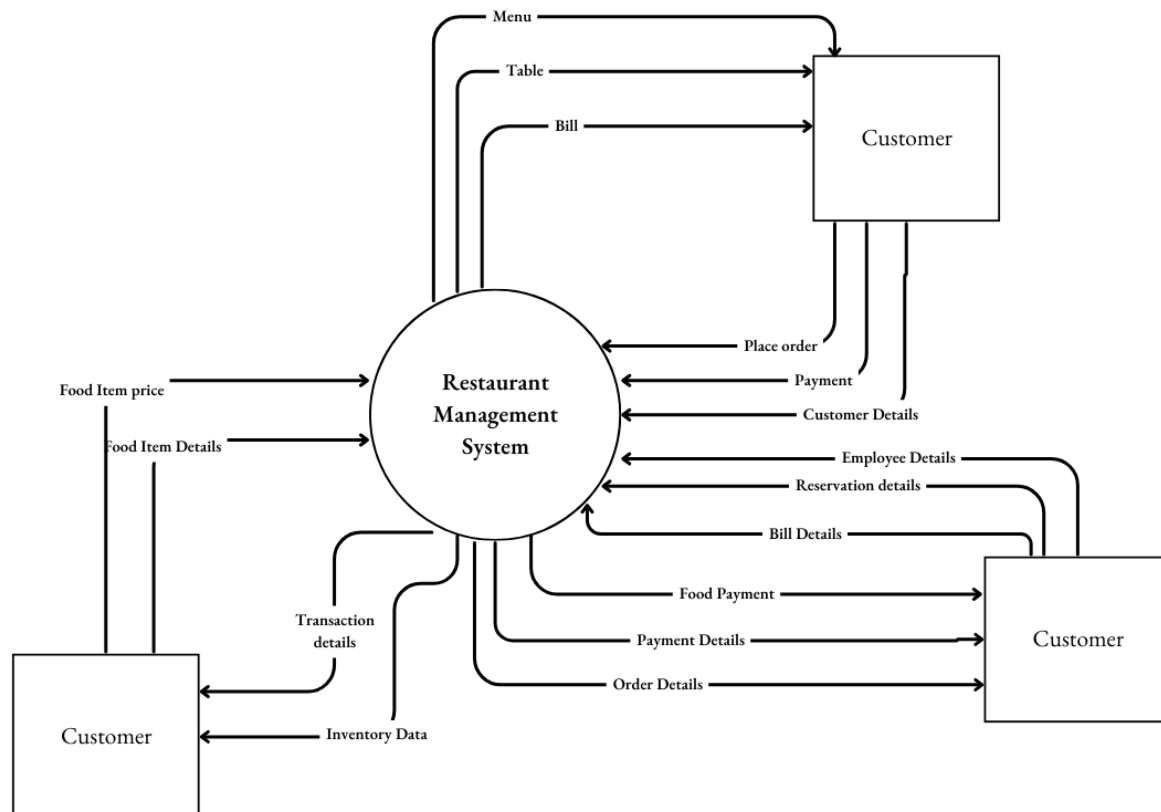 Menu
Table
Bill
Customer
Place order
Payment
Customer Details
Restaurant
Management
System
Food Item price
Food Item Details
Employee Details
Reservation details
Bill Details
Food Payment
Payment Details
Order Details
Customer
Transaction
details
Inventory Data
Customer